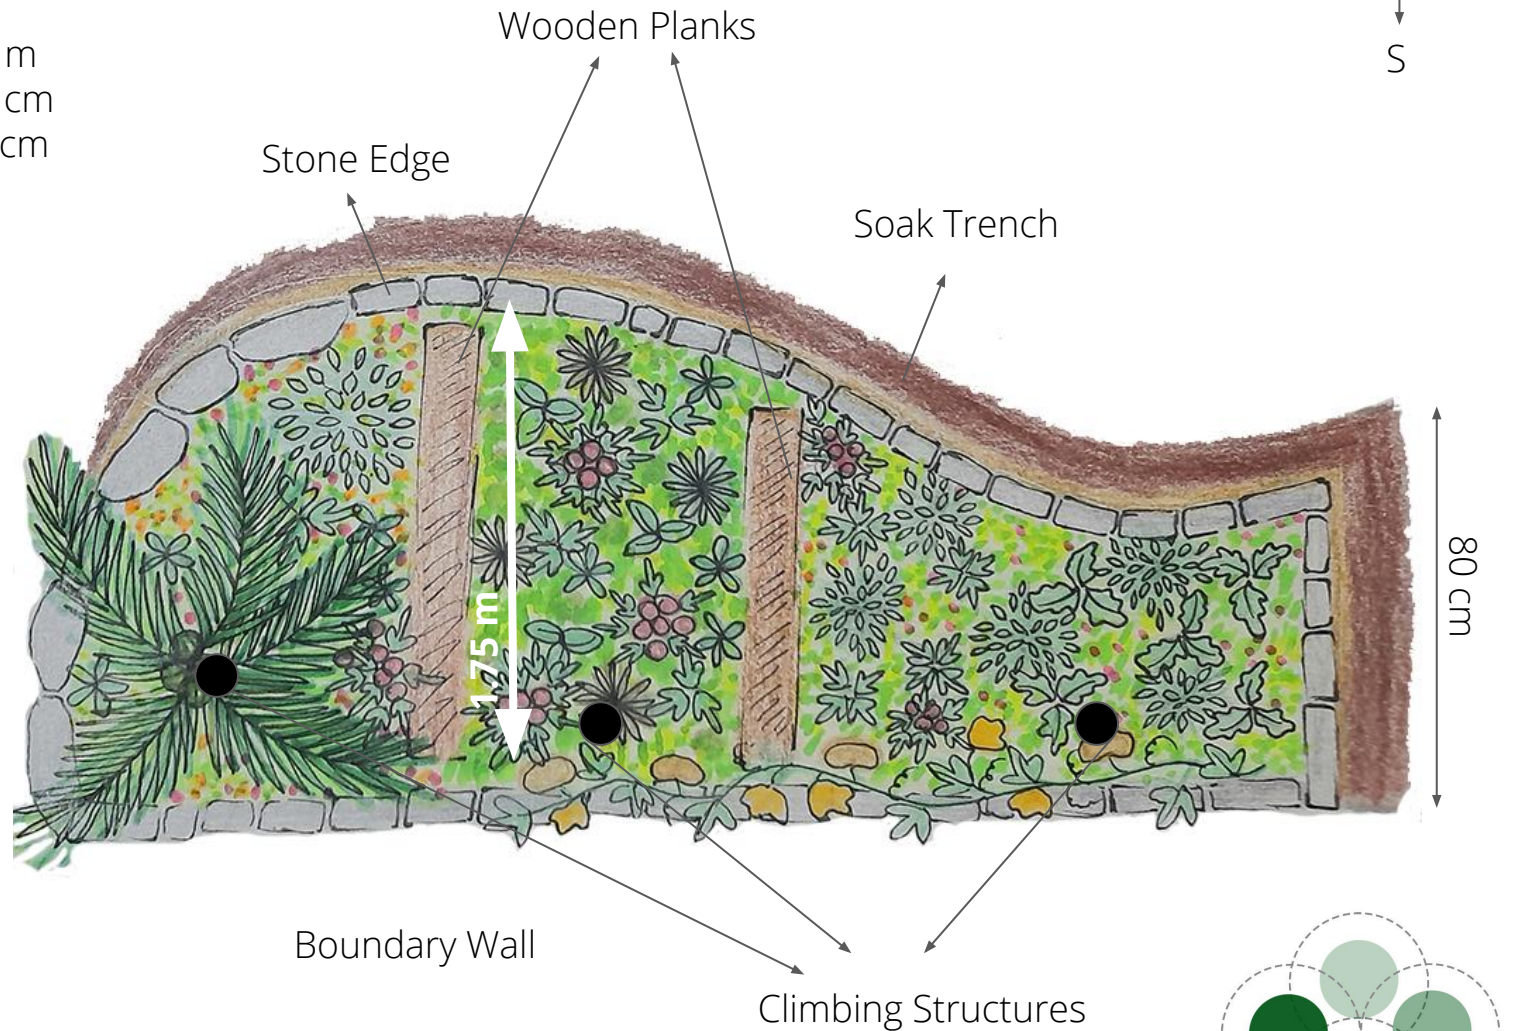 Wooden Planks
m
cm
cm
S
Stone Edge
Soak Trench
1.75 m
80 cm
Boundary Wall
Climbing Structures